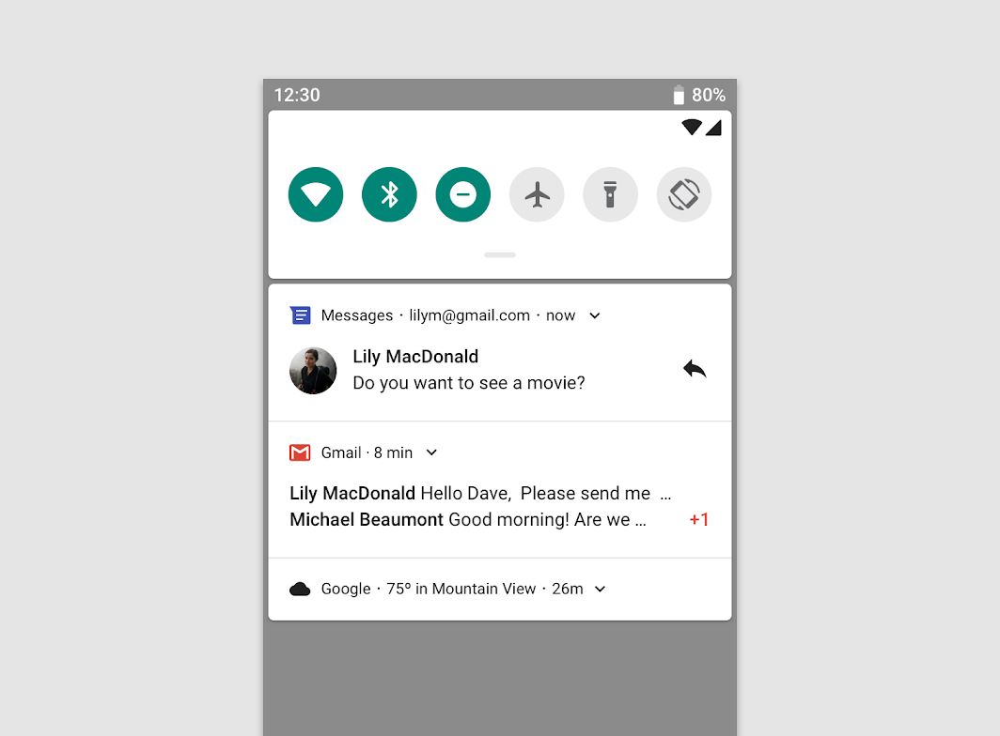 12:30 80%
Messages · lilym@gmail.com · now
Lily MacDonald
Do you want to see a movie?
Gmail · 8 min
Lily MacDonald Hello Dave,  Please send me  ...
Michael Beaumont Good morning! Are we ... +1
Google · 75º in Mountain View · 26m